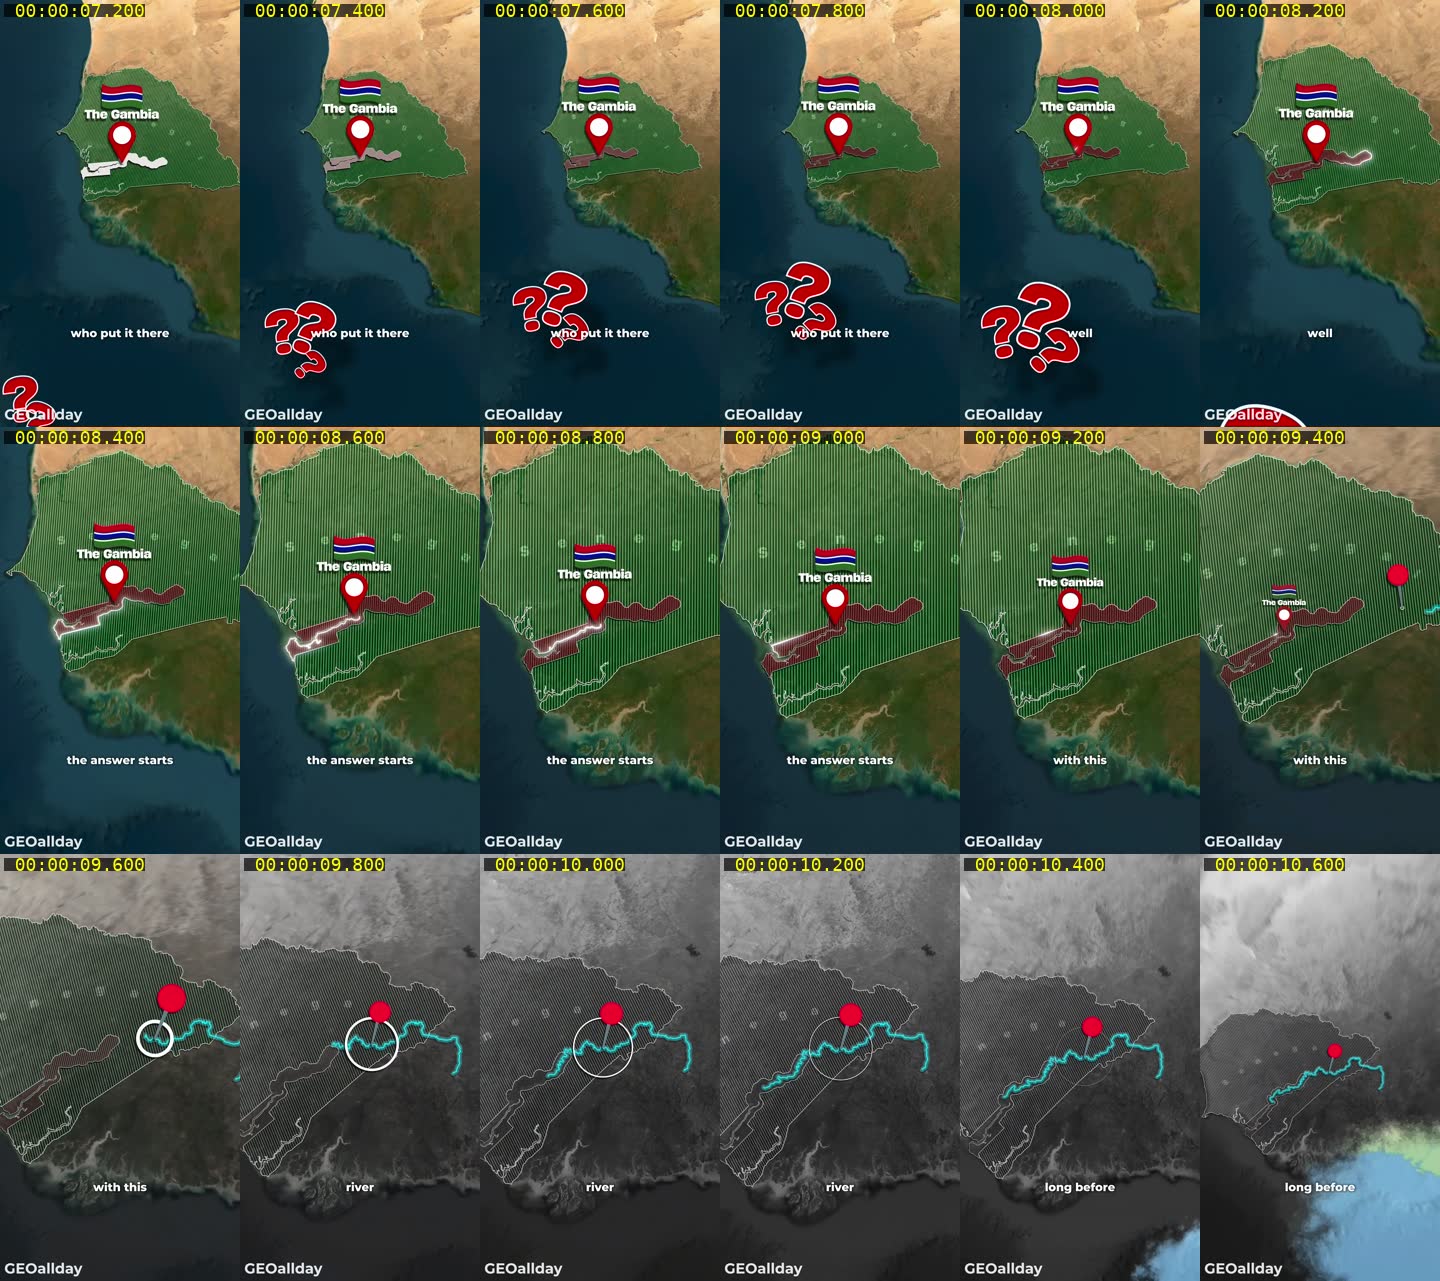 00:00:07.200
The Gambia
who put it there
GEOallday
00:00:07.400
The Gambia
who put it there
GEOallday
00:00:07.600
The Gambia
who put it there
GEOallday
00:00:07.800
The Gambia
who put it there
GEOallday
00:00:08.000
The Gambia
well
GEOallday
00:00:08.200
The Gambia
well
GEOallday
00:00:08.400
The Gambia
the answer starts
GEOallday
00:00:08.600
S e n e g
The Gambia
the answer starts
GEOallday
00:00:08.800
S e n e g
The Gambia
the answer starts
GEOallday
00:00:09.000
S e n e g
The Gambia
the answer starts
GEOallday
00:00:09.200
S e n e g
The Gambia
with this
GEOallday
00:00:09.400
The Gambia
with this
GEOallday
00:00:09.600
with this
GEOallday
00:00:09.800
river
GEOallday
00:00:10.000
river
GEOallday
00:00:10.200
river
GEOallday
00:00:10.400
long before
GEOallday
00:00:10.600
long before
GEOallday